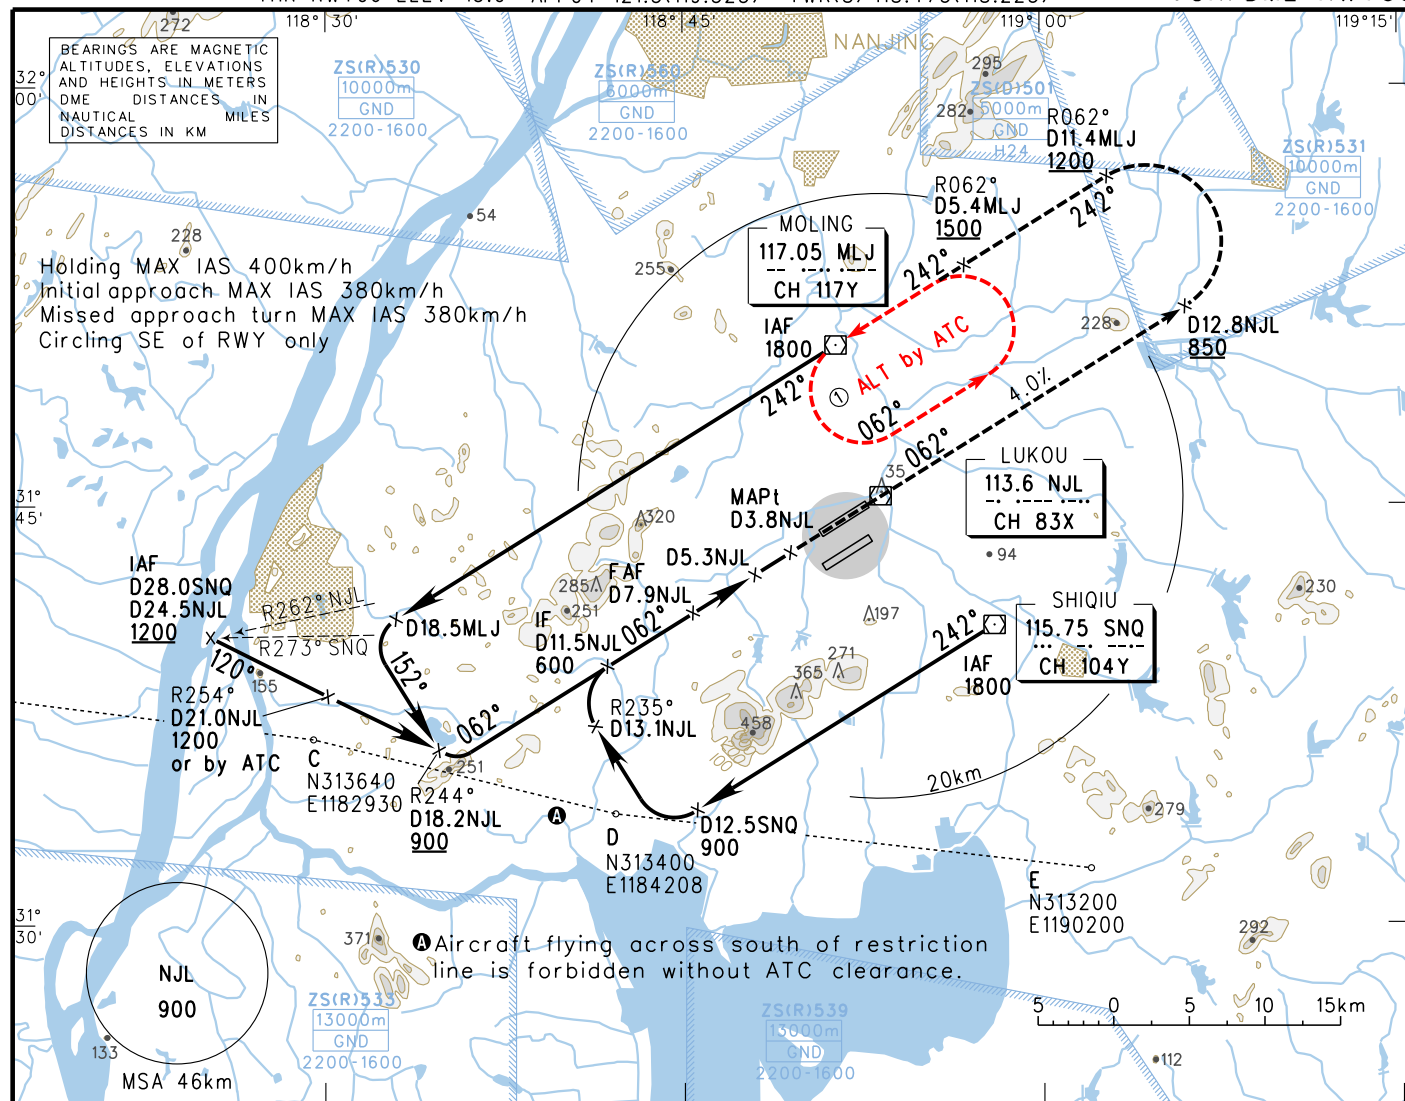 118° 30'
118° 45'
119° 00'
119° 15'
BEARINGS ARE MAGNETIC
ALTITUDES, ELEVATIONS
AND HEIGHTS IN METERS
DME DISTANCES IN
NAUTICAL MILES
DISTANCES IN KM
272
NANJING
32°
00'
ZS(R)530
10000m
GND
2200-1600
ZS(R)560
6000m
GND
2200-1600
295
ZS(D)501
5000m
GND
H24
282
R062°
D11.4MLJ
1200
ZS(R)531
10000m
GND
2200-1600
54
228
255
Holding MAX IAS 400km/h
Initial approach MAX IAS 380km/h
Missed approach turn MAX IAS 380km/h
Circling SE of RWY only
MOLING
117.05 MLJ
CH 117Y
R062°
D5.4MLJ
1500
242°
242°
IAF
1800
242°
① ALT by ATC
062°
228
D12.8NJL
850
4.0%
062°
LUKOU
113.6 NJL
CH 83X
35
31°
45'
MAPt
D3.8NJL
320
94
D5.3NJL
FAF
D7.9NJL
285
251
IAF
D28.0SNQ
D24.5NJL
1200
R262° NJL
R273° SNQ
120°
155
D18.5MLJ
152°
IF
D11.5NJL
600
062°
197
230
242°
SHIQIU
115.75 SNQ
CH 104Y
IAF
1800
271
365
458
R254°
D21.0NJL
1200
or by ATC
062°
R235°
D13.1NJL
C
N313640
E1182930
251
R244°
D18.2NJL
900
20km
279
A
D
N313400
E1184208
D12.5SNQ
900
E
N313200
E1190200
31°
30'
292
371
A Aircraft flying across south of restriction
line is forbidden without ATC clearance.
NJL
900
133
MSA 46km
ZS(R)533
13000m
GND
2200-1600
ZS(R)539
13000m
GND
2200-1600
5 0 5 10 15km
112